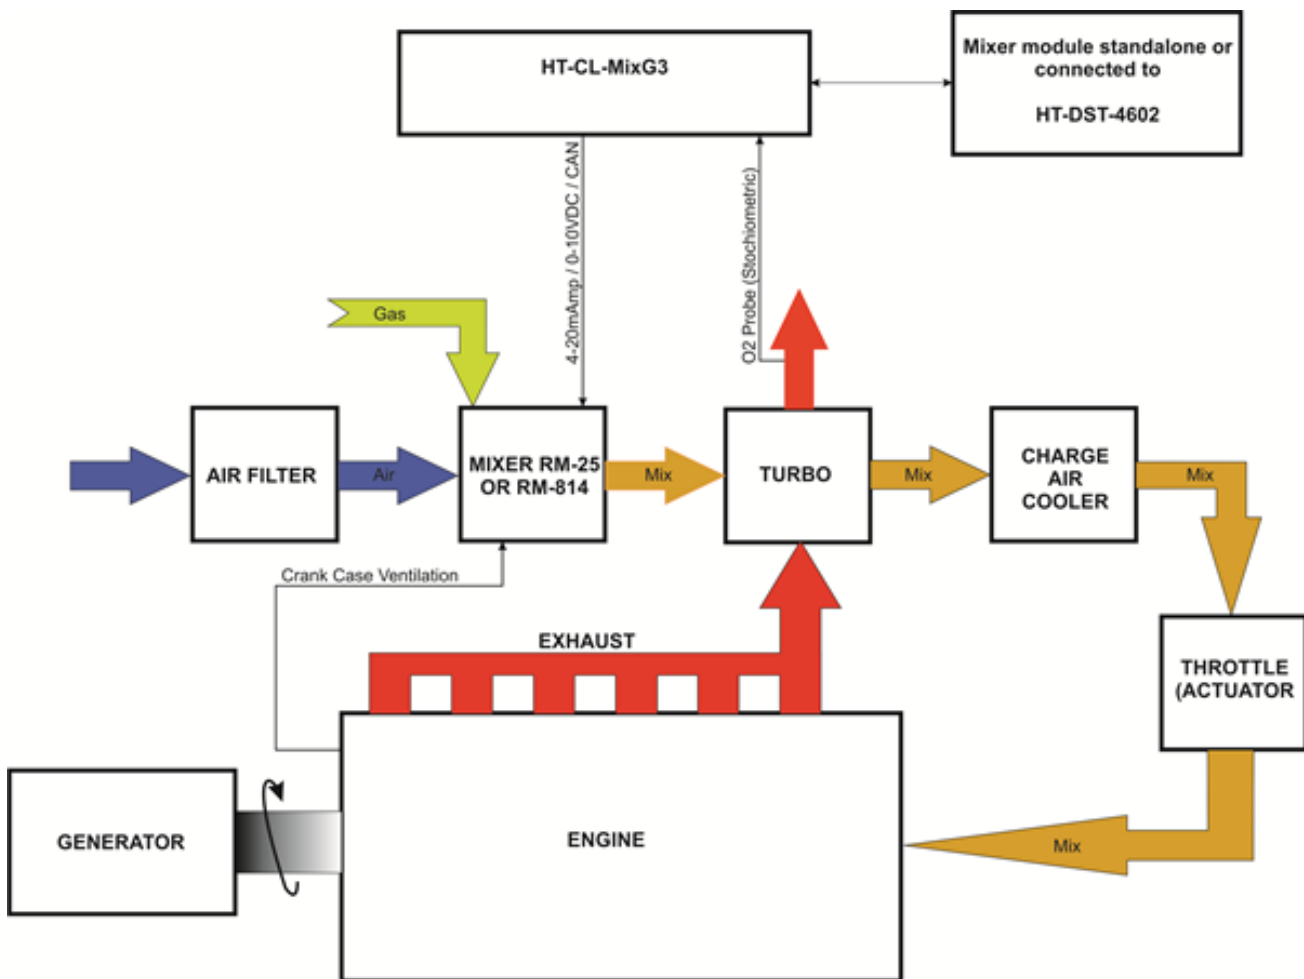 HT-CL-MixG3
Mixer module standalone or
connected to
HT-DST-4602
4-20mAmp / 0-10VDC / CAN
O2 Probe (Stochiometric)
Gas
AIR FILTER
Air
MIXER RM-25
OR RM-814
Mix
TURBO
Mix
CHARGE
AIR
COOLER
Mix
Crank Case Ventilation
EXHAUST
THROTTLE
(ACTUATOR
GENERATOR
ENGINE
Mix